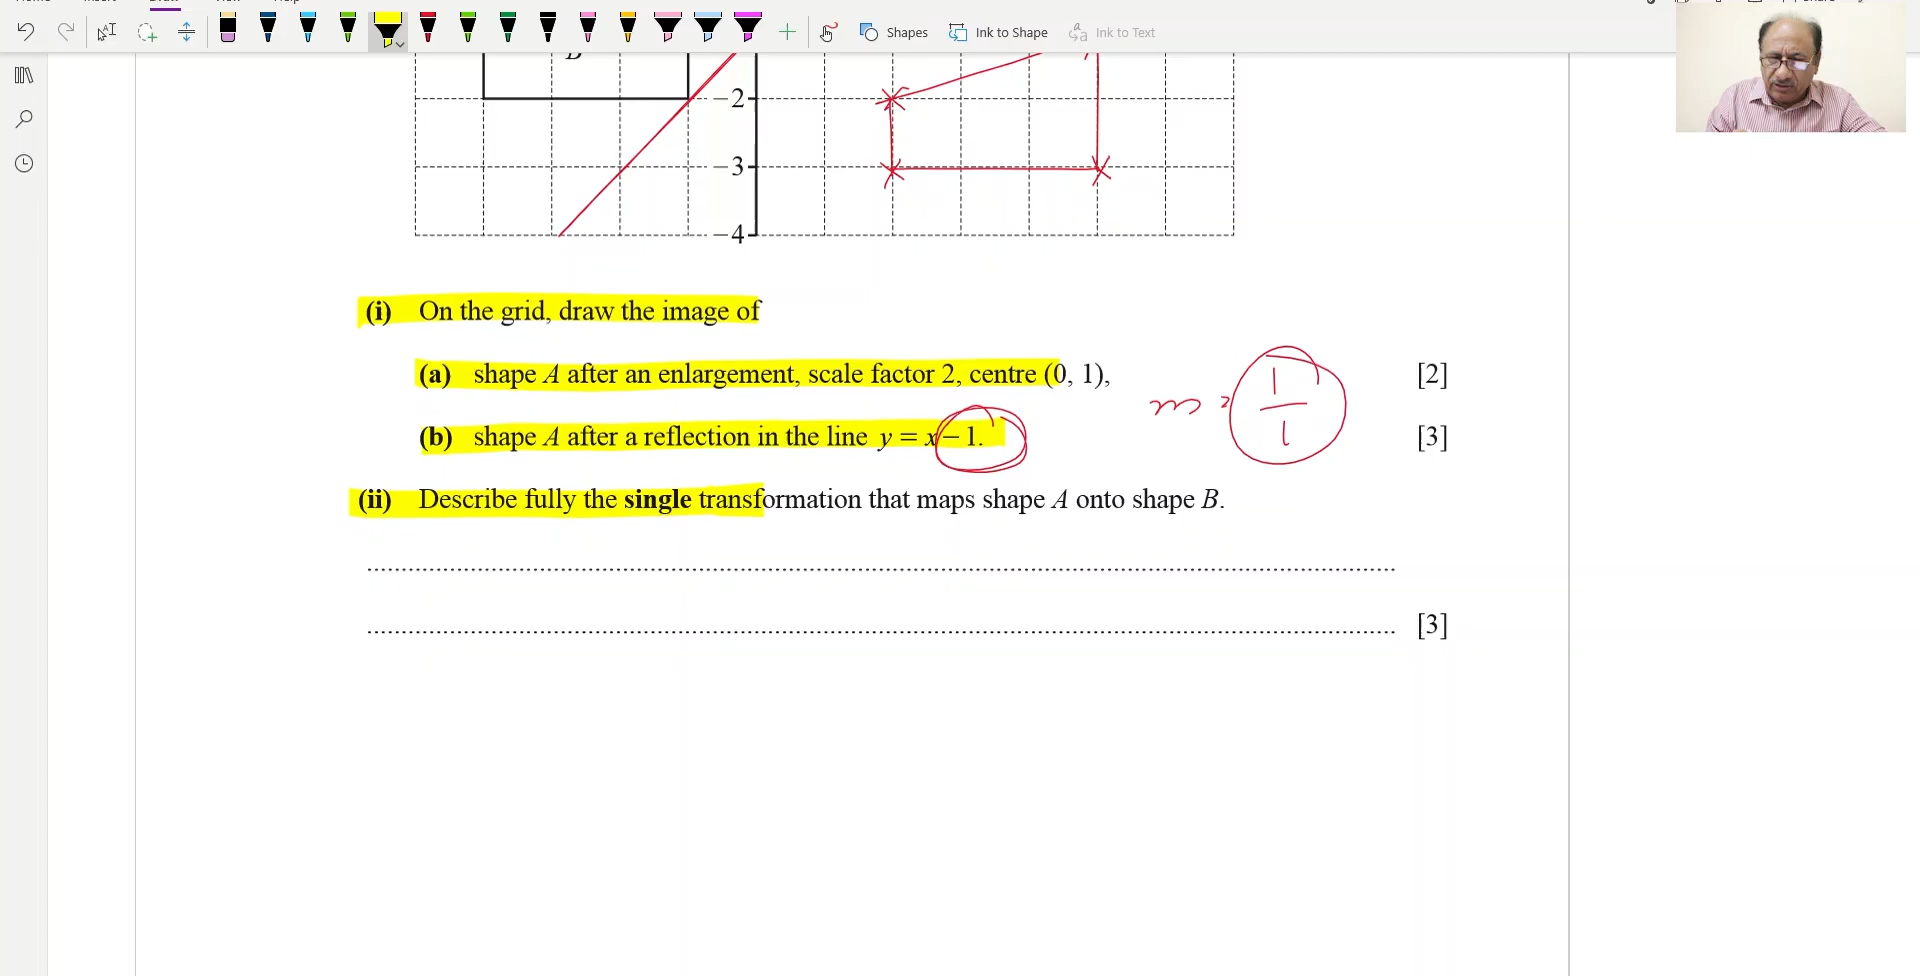 Shapes
Ink to Shape
Ink to Text
B
−2
−3
−4
(i) On the grid, draw the image of
(a) shape A after an enlargement, scale factor 2, centre (0, 1), [2]
m = 1/1
(b) shape A after a reflection in the line y = x − 1. [3]
(ii) Describe fully the single transformation that maps shape A onto shape B.
[3]